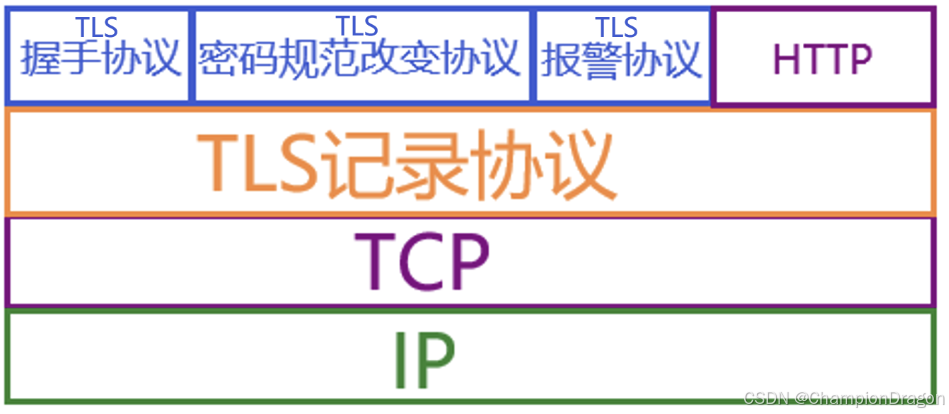 TLS
握手协议
TLS
密码规范改变协议
TLS
报警协议
HTTP
TLS记录协议
TCP
IP
CSDN @ChampionDragon